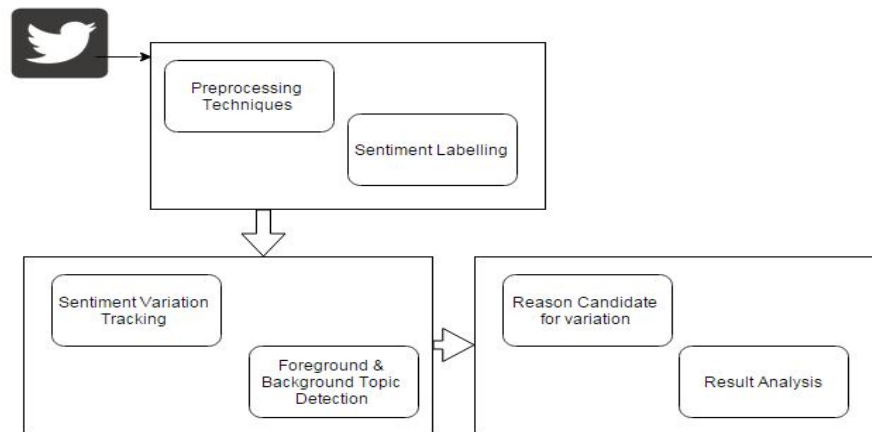 Preprocessing
Techniques
Sentiment Labelling
Sentiment Variation
Tracking
Foreground &
Background Topic
Detection
Reason Candidate
for variation
Result Analysis